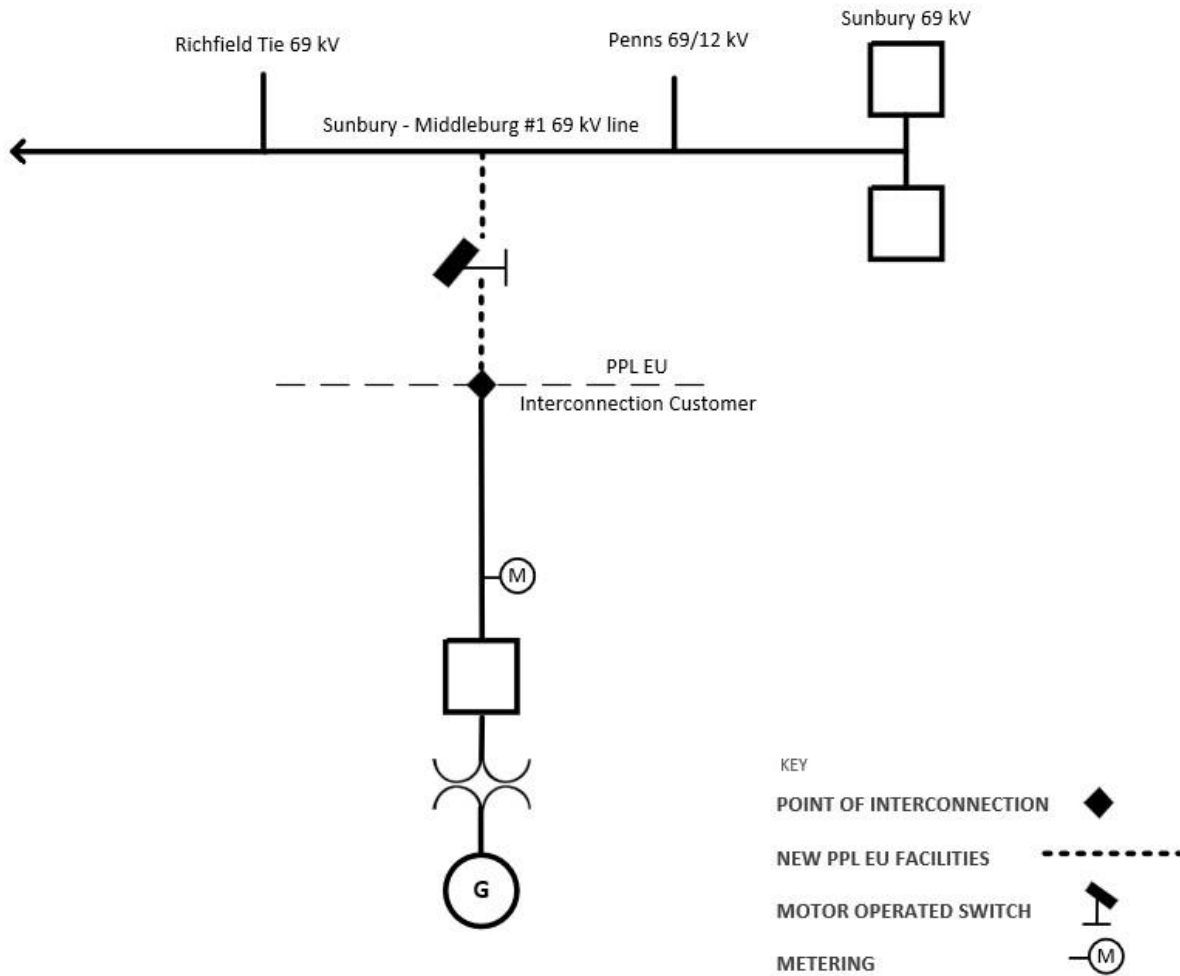 Sunbury 69 kV
Richfield Tie 69 kV
Penns 69/12 kV
Sunbury - Middleburg #1 69 kV line
PPL EU
Interconnection Customer
M
G
KEY
POINT OF INTERCONNECTION
NEW PPL EU FACILITIES
MOTOR OPERATED SWITCH
METERING
M